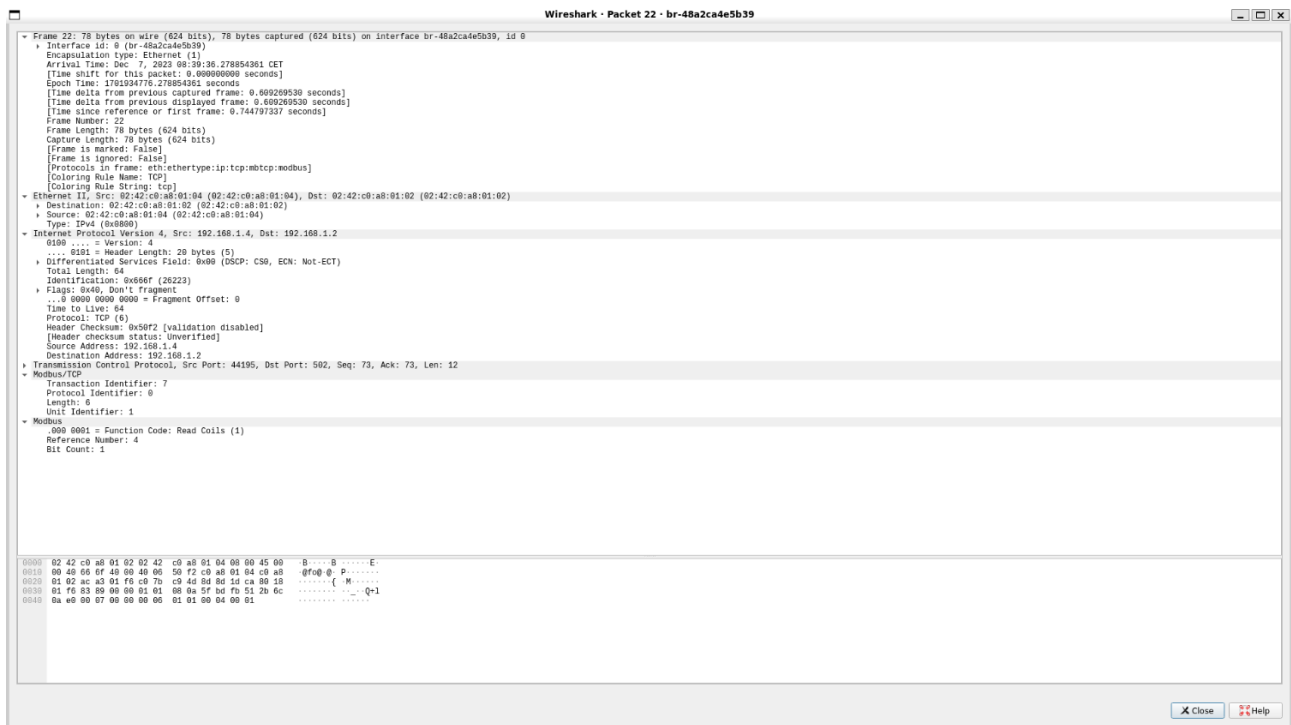 Wireshark · Packet 22 · br-48a2ca4e5b39
Frame 22: 78 bytes on wire (624 bits), 78 bytes captured (624 bits) on interface br-48a2ca4e5b39, id 0
Interface id: 0 (br-48a2ca4e5b39)
Encapsulation type: Ethernet (1)
Arrival Time: Dec  7, 2023 08:39:36.278854361 CET
[Time shift for this packet: 0.000000000 seconds]
Epoch Time: 1701934776.278854361 seconds
[Time delta from previous captured frame: 0.609269530 seconds]
[Time delta from previous displayed frame: 0.609269530 seconds]
[Time since reference or first frame: 0.744797337 seconds]
Frame Number: 22
Frame Length: 78 bytes (624 bits)
Capture Length: 78 bytes (624 bits)
[Frame is marked: False]
[Frame is ignored: False]
[Protocols in frame: eth:ethertype:ip:tcp:mbtcp:modbus]
[Coloring Rule Name: TCP]
[Coloring Rule String: tcp]
Ethernet II, Src: 02:42:c0:a8:01:04 (02:42:c0:a8:01:04), Dst: 02:42:c0:a8:01:02 (02:42:c0:a8:01:02)
Destination: 02:42:c0:a8:01:02 (02:42:c0:a8:01:02)
Source: 02:42:c0:a8:01:04 (02:42:c0:a8:01:04)
Type: IPv4 (0x0800)
Internet Protocol Version 4, Src: 192.168.1.4, Dst: 192.168.1.2
0100 .... = Version: 4
.... 0101 = Header Length: 20 bytes (5)
Differentiated Services Field: 0x00 (DSCP: CS0, ECN: Not-ECT)
Total Length: 64
Identification: 0x666f (26223)
Flags: 0x40, Don't fragment
...0 0000 0000 0000 = Fragment Offset: 0
Time to Live: 64
Protocol: TCP (6)
Header Checksum: 0x50f2 [validation disabled]
[Header checksum status: Unverified]
Source Address: 192.168.1.4
Destination Address: 192.168.1.2
Transmission Control Protocol, Src Port: 44195, Dst Port: 502, Seq: 73, Ack: 73, Len: 12
Modbus/TCP
Transaction Identifier: 7
Protocol Identifier: 0
Length: 6
Unit Identifier: 1
Modbus
.000 0001 = Function Code: Read Coils (1)
Reference Number: 4
Bit Count: 1
0000 02 42 c0 a8 01 02 02 42 c0 a8 01 04 08 00 45 00 ·B·····B ······E·
0010 00 40 66 6f 40 00 40 06 50 f2 c0 a8 01 04 c0 a8 ·@fo@·@· P·······
0020 01 02 ac a3 01 f6 c0 7b c9 4d 8d 8d 1d ca 80 18 ·······{ ·M······
0030 01 f6 83 89 00 00 01 01 08 0a 5f bd fb 51 2b 6c ········ ··_··Q+l
0040 0a e0 00 07 00 00 00 06 01 01 00 04 00 01 ········ ······
Close
Help